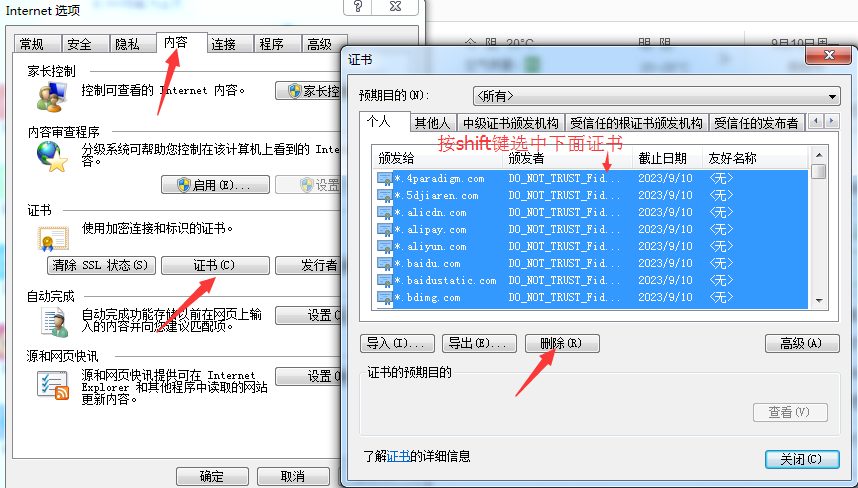 Internet 选项
?
常规 安全 隐私 内容 连接 程序 高级
家长控制
控制可查看的 Internet 内容。
家长控
内容审查程序
分级系统可帮助您控制在该计算机上看到的 Inte
容。
启用(E)...
设置
证书
使用加密连接和标识的证书。
清除 SSL 状态(S) 证书(C) 发行者
自动完成
自动完成功能存储以前在网页上输
入的内容并向您建议匹配项。
设置(
源和网页快讯
源和网页快讯提供可在 Internet
Explorer 和其他程序中读取的网站
更新内容。
设置(
确定 取消
证书
预期目的(N): <所有>
个人 其他人 中级证书颁发机构 受信任的根证书颁发机构 受信任的发布者
按shift键选中下面证书
颁发给 颁发者 截止日期 友好名称
*.4paradigm.com DO_NOT_TRUST_Fid... 2023/9/10 <无>
*.5djiaren.com DO_NOT_TRUST_Fid... 2023/9/10 <无>
*.alicdn.com DO_NOT_TRUST_Fid... 2023/9/10 <无>
*.alipay.com DO_NOT_TRUST_Fid... 2023/9/10 <无>
*.aliyun.com DO_NOT_TRUST_Fid... 2023/9/10 <无>
*.baidu.com DO_NOT_TRUST_Fid... 2023/9/10 <无>
*.baidustatic.com DO_NOT_TRUST_Fid... 2023/9/10 <无>
*.bdimg.com DO_NOT_TRUST_Fid... 2023/9/10 <无>
导入(I)... 导出(E)... 删除(R) 高级(A)
证书的预期目的
查看(V)
了解证书的详细信息
关闭(C)